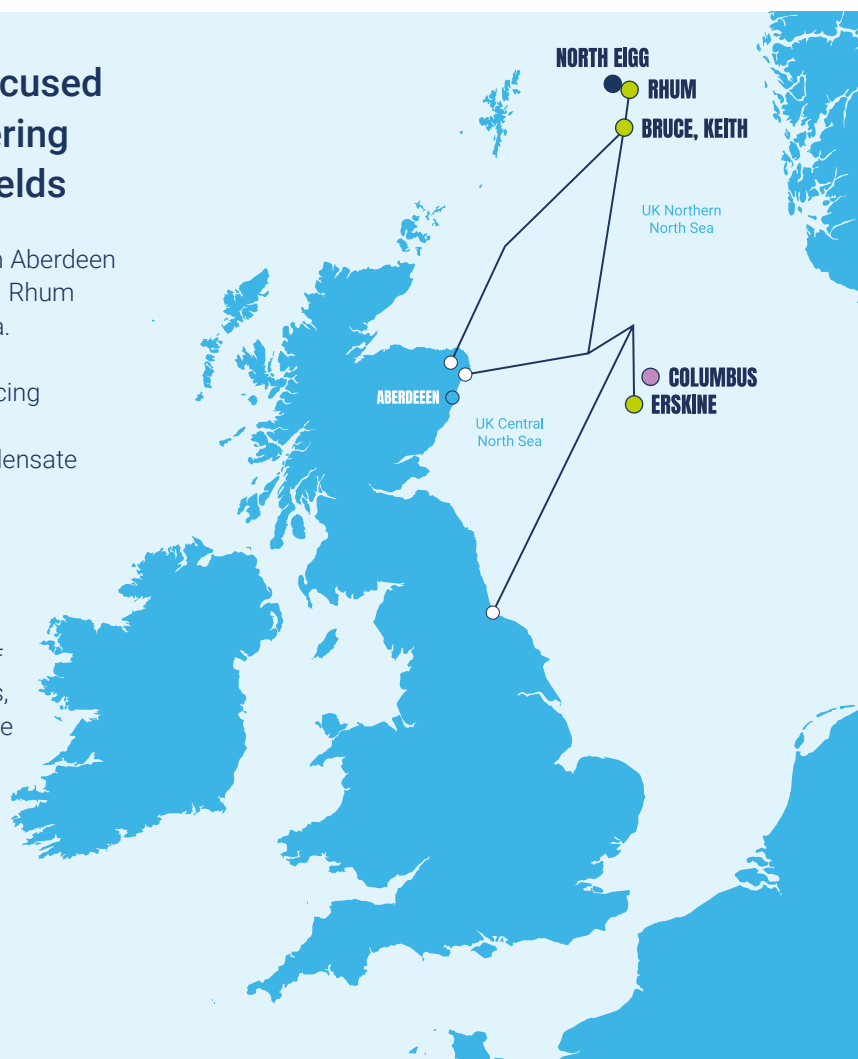 cused
ering
elds
n Aberdeen
Rhum
a.
cing
densate
f
s,
e
NORTH EIGG
RHUM
BRUCE, KEITH
UK Northern
North Sea
COLUMBUS
ERSKINE
ABERDEEEN
UK Central
North Sea